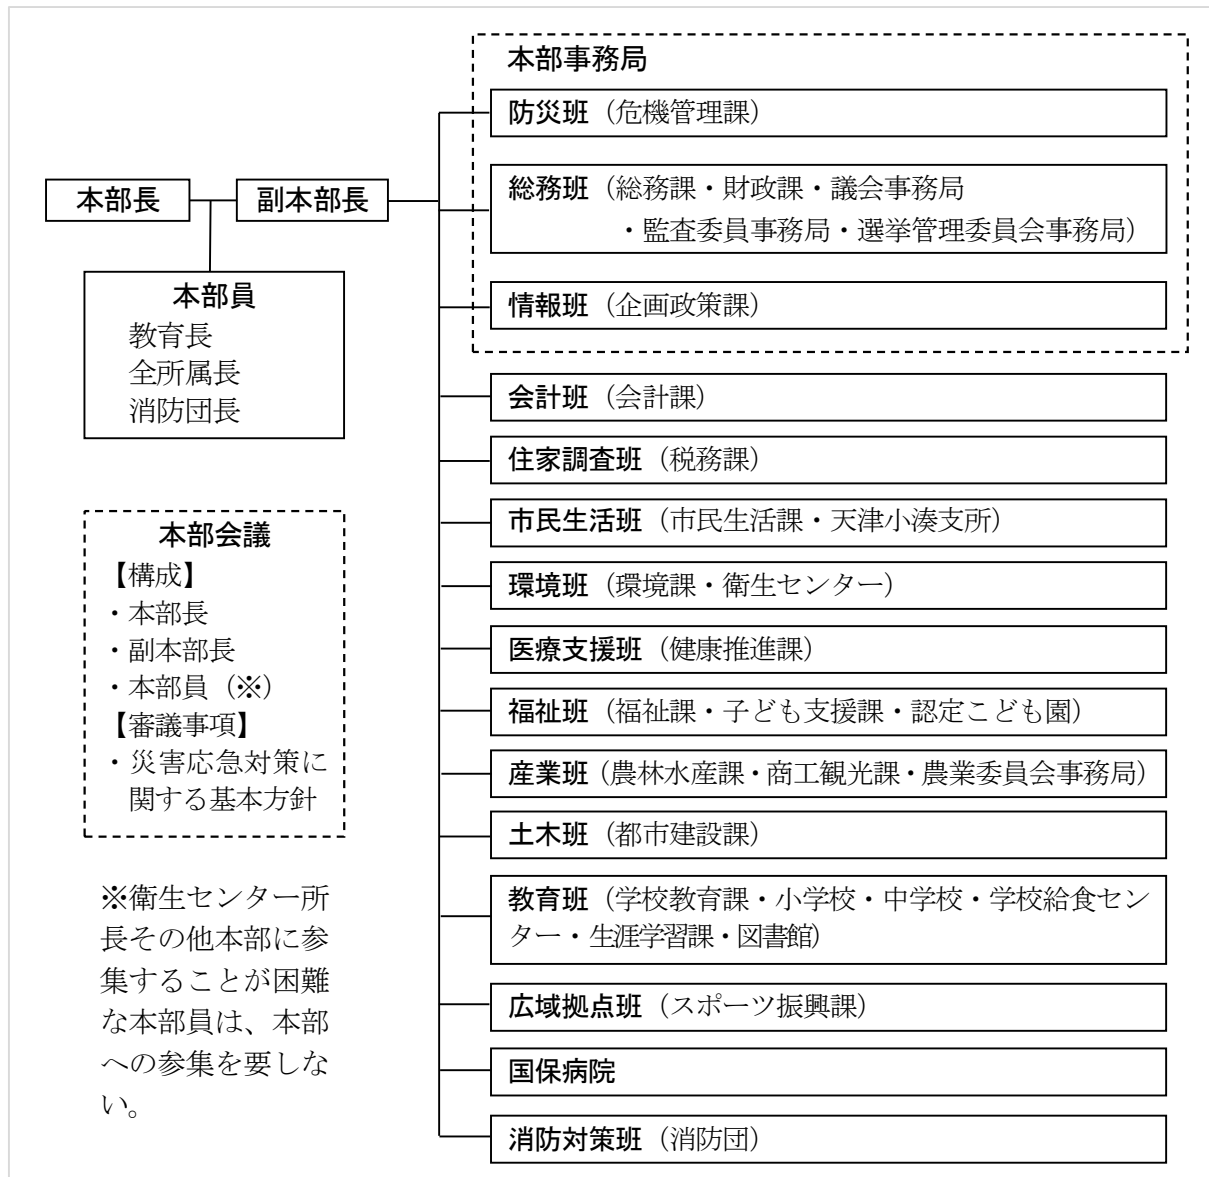 本部長
副本部長
本部員
教育長
全所属長
消防団長
本部会議
【構成】
・本部長
・副本部長
・本部員（※）
【審議事項】
・災害応急対策に
関する基本方針
※衛生センター所
長その他本部に参
集することが困難
な本部員は、本部
への参集を要しな
い。
本部事務局
防災班（危機管理課）
総務班（総務課・財政課・議会事務局
・監査委員事務局・選挙管理委員会事務局）
情報班（企画政策課）
会計班（会計課）
住家調査班（税務課）
市民生活班（市民生活課・天津小湊支所）
環境班（環境課・衛生センター）
医療支援班（健康推進課）
福祉班（福祉課・子ども支援課・認定こども園）
産業班（農林水産課・商工観光課・農業委員会事務局）
土木班（都市建設課）
教育班（学校教育課・小学校・中学校・学校給食セン
ター・生涯学習課・図書館）
広域拠点班（スポーツ振興課）
国保病院
消防対策班（消防団）